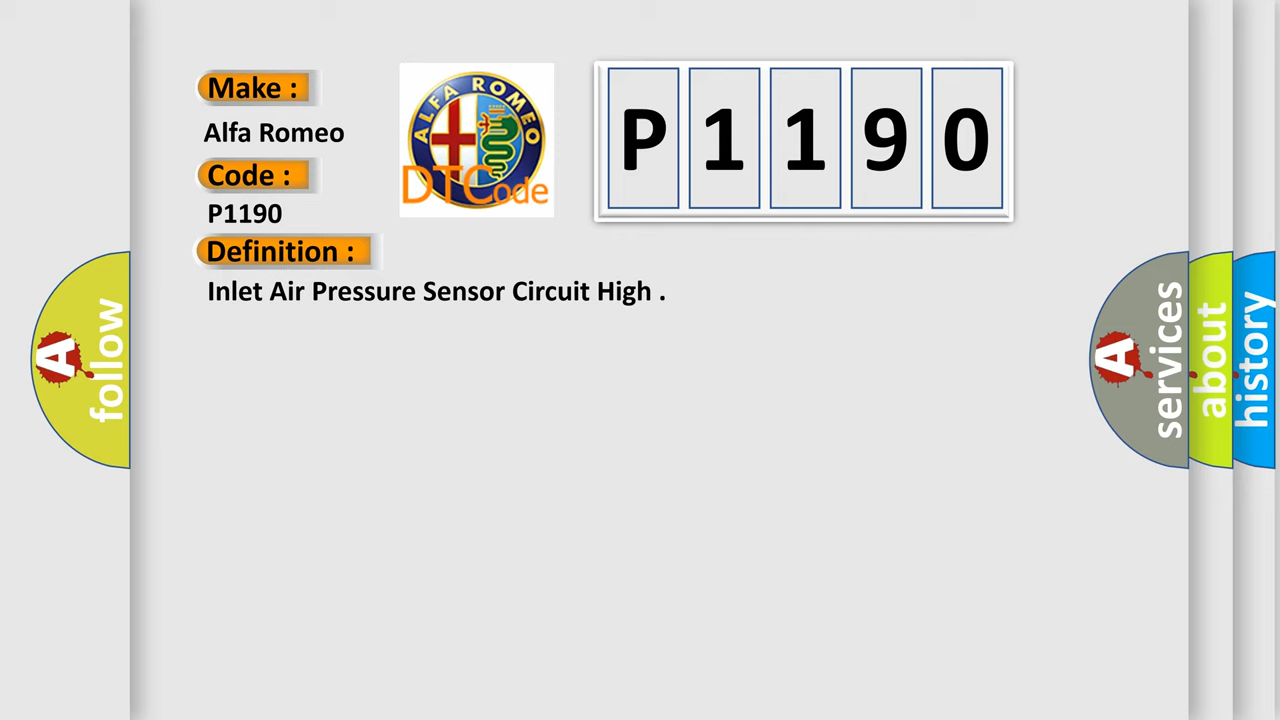 Make :
Alfa Romeo
Code :
P1190
Definition :
Inlet Air Pressure Sensor Circuit High .
ALFA ROMEO
DTCode
P 1 1 9 0
A
follow
A
services
about
history